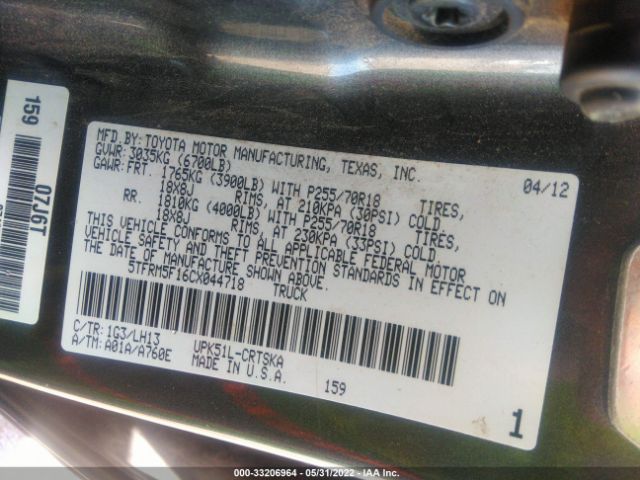 159
07J6T
MFD.BY:TOYOTA MOTOR MANUFACTURING, TEXAS, INC.
04/12
GVWR:3035KG (6700LB)
GAWR:FRT. 1765KG (3900LB) WITH P255/70R18 TIRES,
18X8J RIMS, AT 210KPA (30PSI) COLD.
RR. 1810KG (4000LB) WITH P255/70R18 TIRES,
18X8J RIMS, AT 230KPA (33PSI) COLD.
THIS VEHICLE CONFORMS TO ALL APPLICABLE FEDERAL MOTOR
VEHICLE SAFETY AND THEFT PREVENTION STANDARDS IN EFFECT ON
THE DATE OF MANUFACTURE SHOWN ABOVE.
5TFRM5F16CX044718 TRUCK
C/TR:1G3/LH13 UPK51L-CRTSKA
A/TM:A01A/A760E MADE IN U.S.A.
159
1
000-33206964 - 05/31/2022 - IAA Inc.